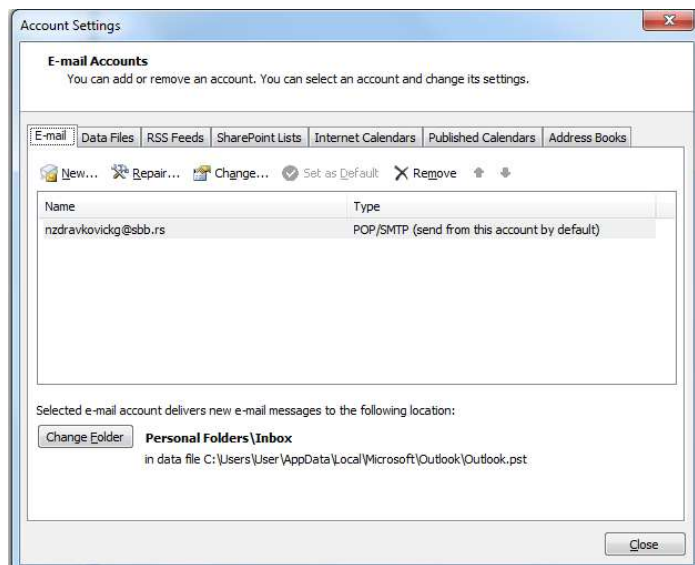 Account Settings
E-mail Accounts
You can add or remove an account. You can select an account and change its settings.
E-mail Data Files RSS Feeds SharePoint Lists Internet Calendars Published Calendars Address Books
New... Repair... Change... Set as Default Remove
Name Type
nzdravkovickg@sbb.rs POP/SMTP (send from this account by default)
Selected e-mail account delivers new e-mail messages to the following location:
Change Folder Personal Folders\Inbox
in data file C:\Users\User\AppData\Local\Microsoft\Outlook\Outlook.pst
Close